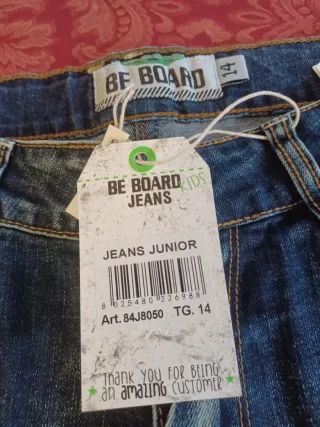 BE BOARD
14
BE BOARD KIDS
JEANS
JEANS JUNIOR
8 025480 226988
Art. 84J8050 TG. 14
THANK YOU FOR BEING
an amazing CUSTOMER